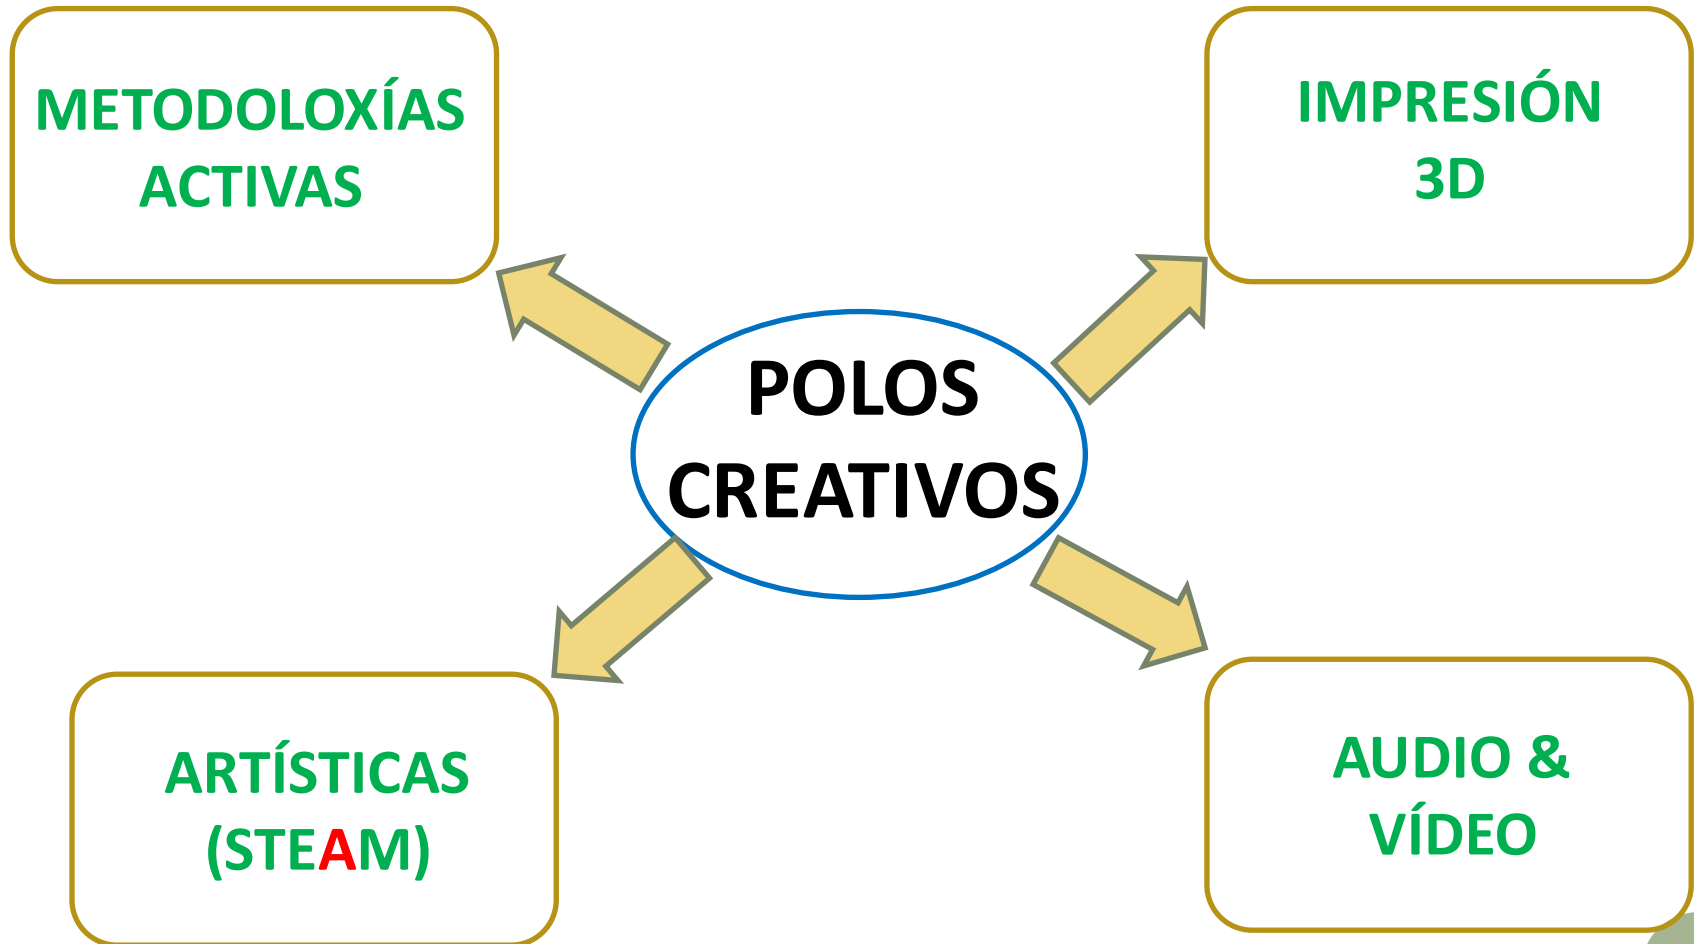 METODOLOXÍAS
ACTIVAS
IMPRESIÓN
3D
POLOS
CREATIVOS
ARTÍSTICAS
(STEAM)
AUDIO &
VÍDEO